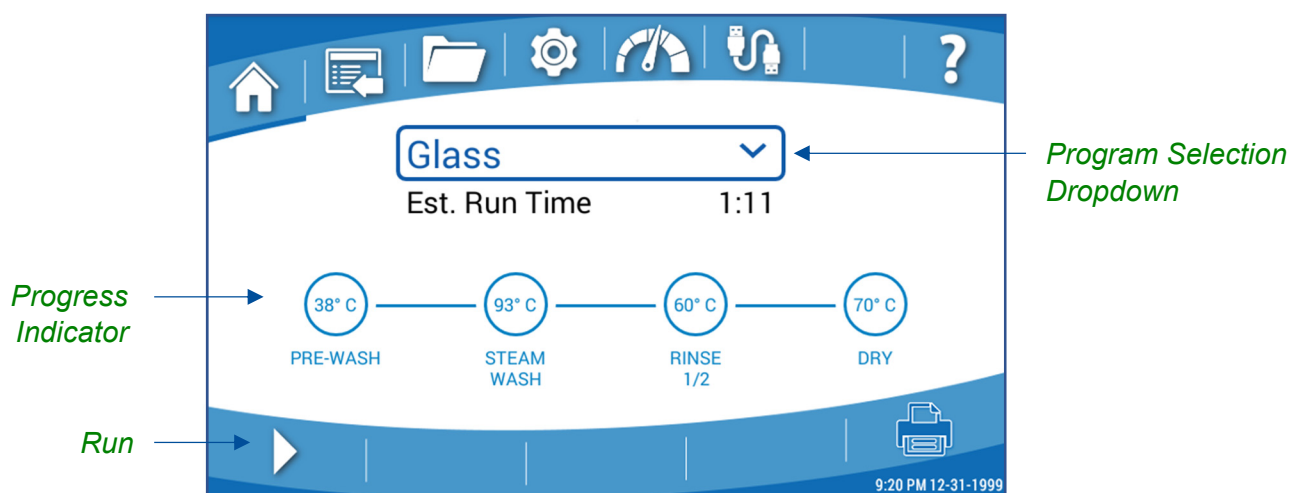 ?
Glass
Est. Run Time 1:11
Program Selection
Dropdown
Progress
Indicator
38° C
93° C
60° C
70° C
PRE-WASH
STEAM
WASH
RINSE
1/2
DRY
Run
9:20 PM 12-31-1999